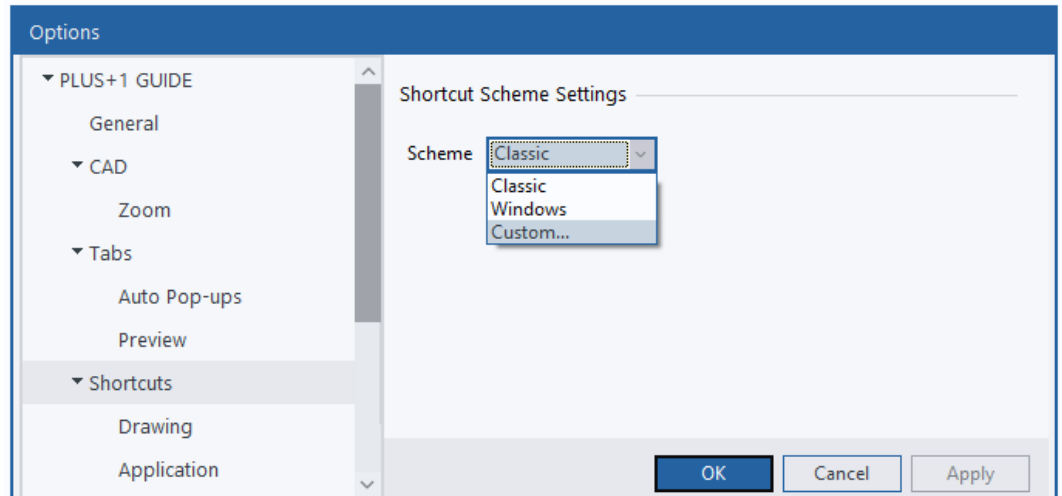 Options
PLUS+1 GUIDE
General
CAD
Zoom
Tabs
Auto Pop-ups
Preview
Shortcuts
Drawing
Application
Shortcut Scheme Settings
Scheme Classic
Classic
Windows
Custom...
OK Cancel Apply